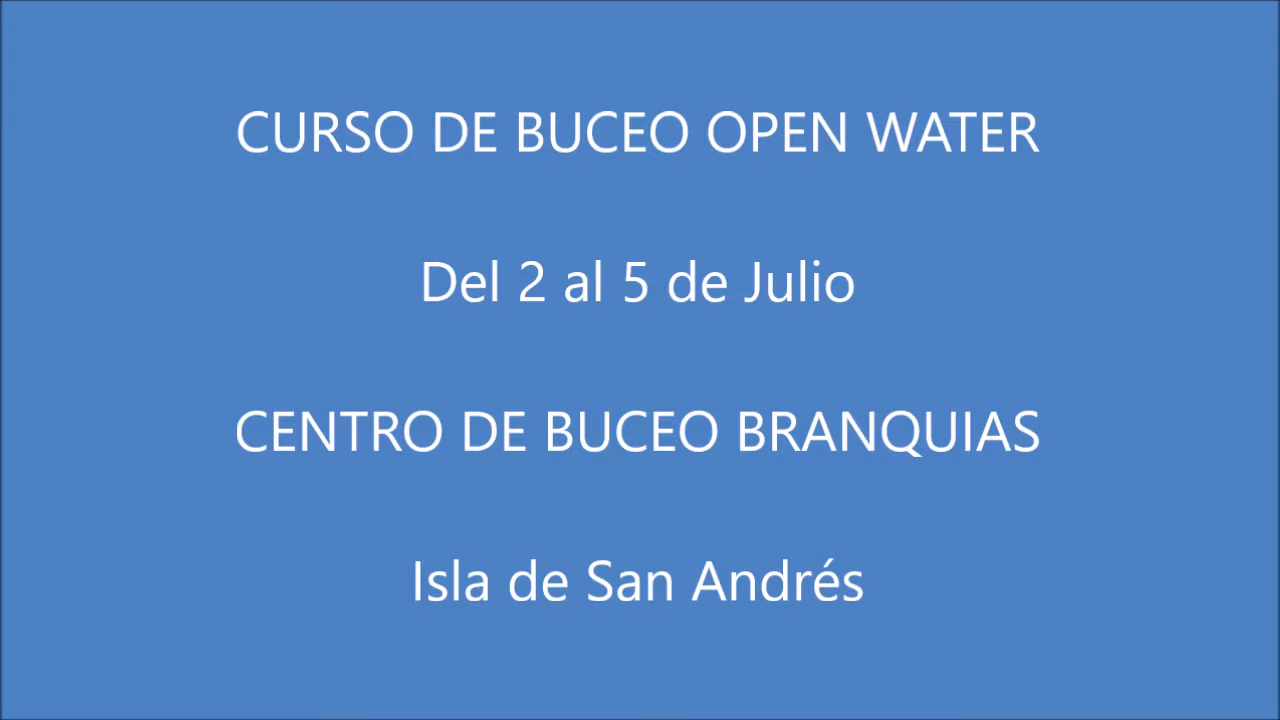 CURSO DE BUCEO OPEN WATER
Del 2 al 5 de Julio
CENTRO DE BUCEO BRANQUIAS
Isla de San Andrés